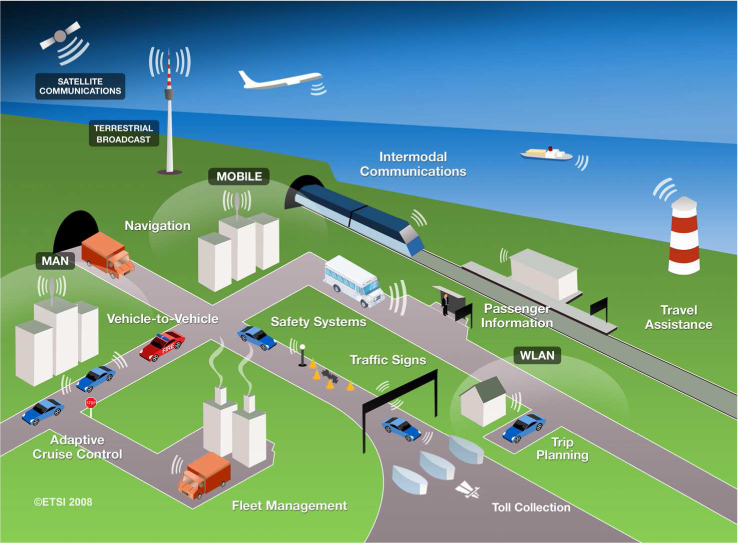 SATELLITE
COMMUNICATIONS
TERRESTRIAL
BROADCAST
MOBILE
Intermodal
Communications
Navigation
MAN
Vehicle-to-Vehicle
FIRE
Safety Systems
Passenger
Information
Travel
Assistance
Traffic Signs
WLAN
STOP
Adaptive
Cruise Control
Trip
Planning
Fleet Management
Toll Collection
©ETSI 2008